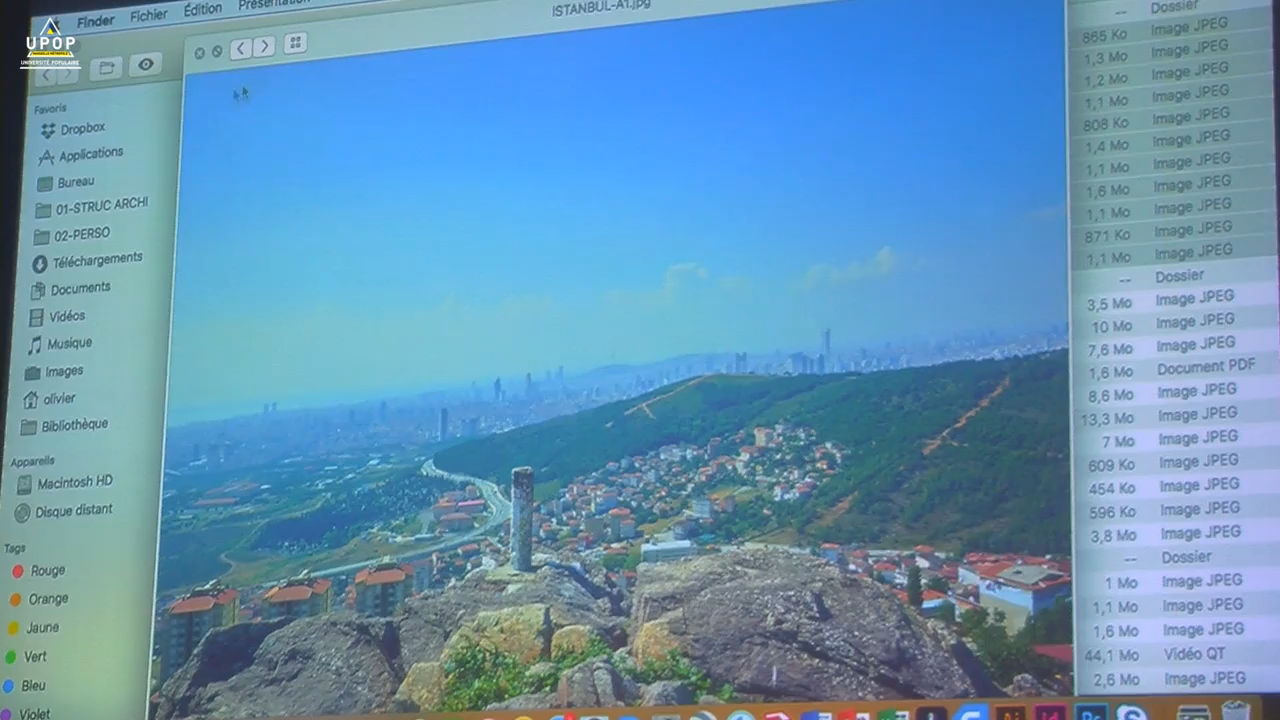 Finder Fichier Édition Présentation
ISTANBUL-A1.jpg
UPOP
UNIVERSITÉ POPULAIRE
Favoris
Dropbox
Applications
Bureau
01-STRUC ARCHI
02-PERSO
Téléchargements
Documents
Vidéos
Musique
Images
olivier
Bibliothèque
Appareils
Macintosh HD
Disque distant
Tags
Rouge
Orange
Jaune
Vert
Bleu
Violet
-- Dossier
865 Ko Image JPEG
1,3 Mo Image JPEG
1,2 Mo Image JPEG
1,1 Mo Image JPEG
808 Ko Image JPEG
1,4 Mo Image JPEG
1,1 Mo Image JPEG
1,6 Mo Image JPEG
1,1 Mo Image JPEG
871 Ko Image JPEG
1,1 Mo Image JPEG
-- Dossier
3,5 Mo Image JPEG
10 Mo Image JPEG
7,6 Mo Image JPEG
1,6 Mo Document PDF
8,6 Mo Image JPEG
13,3 Mo Image JPEG
7 Mo Image JPEG
609 Ko Image JPEG
454 Ko Image JPEG
596 Ko Image JPEG
3,8 Mo Image JPEG
-- Dossier
1 Mo Image JPEG
1,1 Mo Image JPEG
1,6 Mo Image JPEG
44,1 Mo Vidéo QT
2,6 Mo Image JPEG